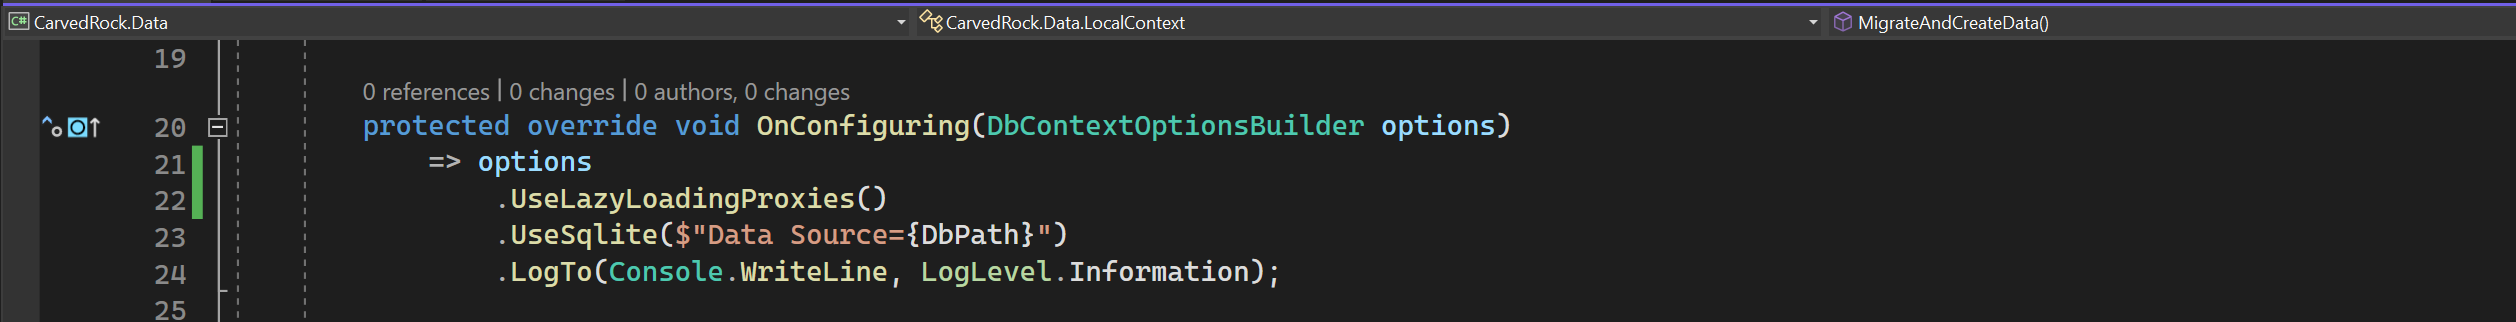 C# CarvedRock.Data CarvedRock.Data.LocalContext MigrateAndCreateData()
19
0 references | 0 changes | 0 authors, 0 changes
20 protected override void OnConfiguring(DbContextOptionsBuilder options)
21 => options
22 .UseLazyLoadingProxies()
23 .UseSqlite($"Data Source={DbPath}")
24 .LogTo(Console.WriteLine, LogLevel.Information);
25